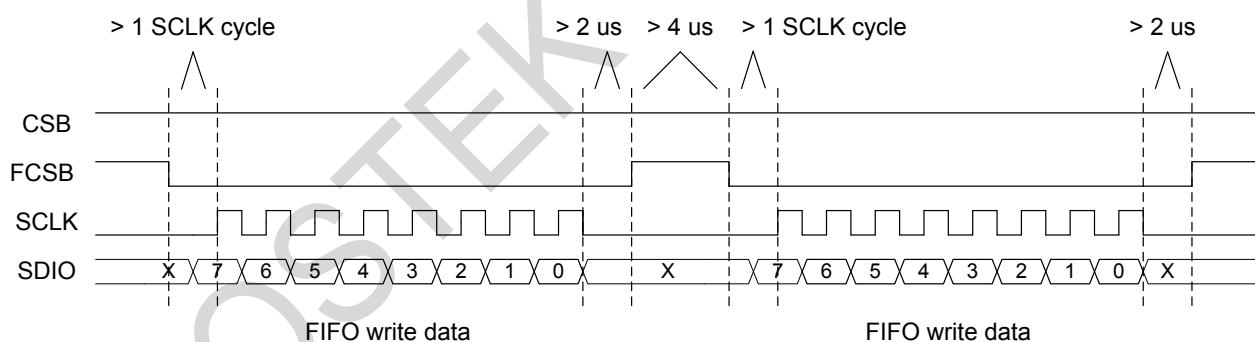 > 1 SCLK cycle > 2 us > 4 us > 1 SCLK cycle > 2 us
CSB
FCSB
SCLK
SDIO X 7 6 5 4 3 2 1 0 X 7 6 5 4 3 2 1 0 X
FIFO write data FIFO write data
OSTEK